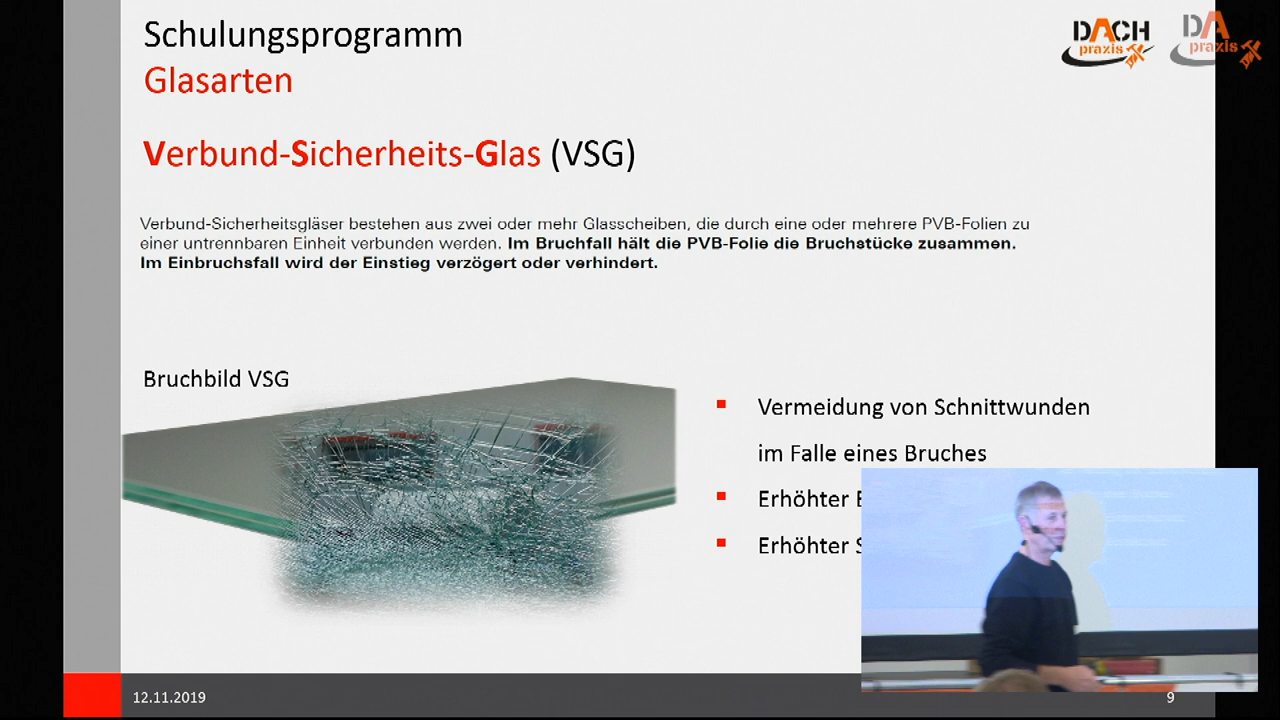 Schulungsprogramm
Glasarten
DACH
praxis
DACH
praxis
Verbund-Sicherheits-Glas (VSG)
Verbund-Sicherheitsgläser bestehen aus zwei oder mehr Glasscheiben, die durch eine oder mehrere PVB-Folien zu
einer untrennbaren Einheit verbunden werden. Im Bruchfall hält die PVB-Folie die Bruchstücke zusammen.
Im Einbruchsfall wird der Einstieg verzögert oder verhindert.
Bruchbild VSG
Vermeidung von Schnittwunden
im Falle eines Bruches
Erhöhter
Erhöhter
12.11.2019
9